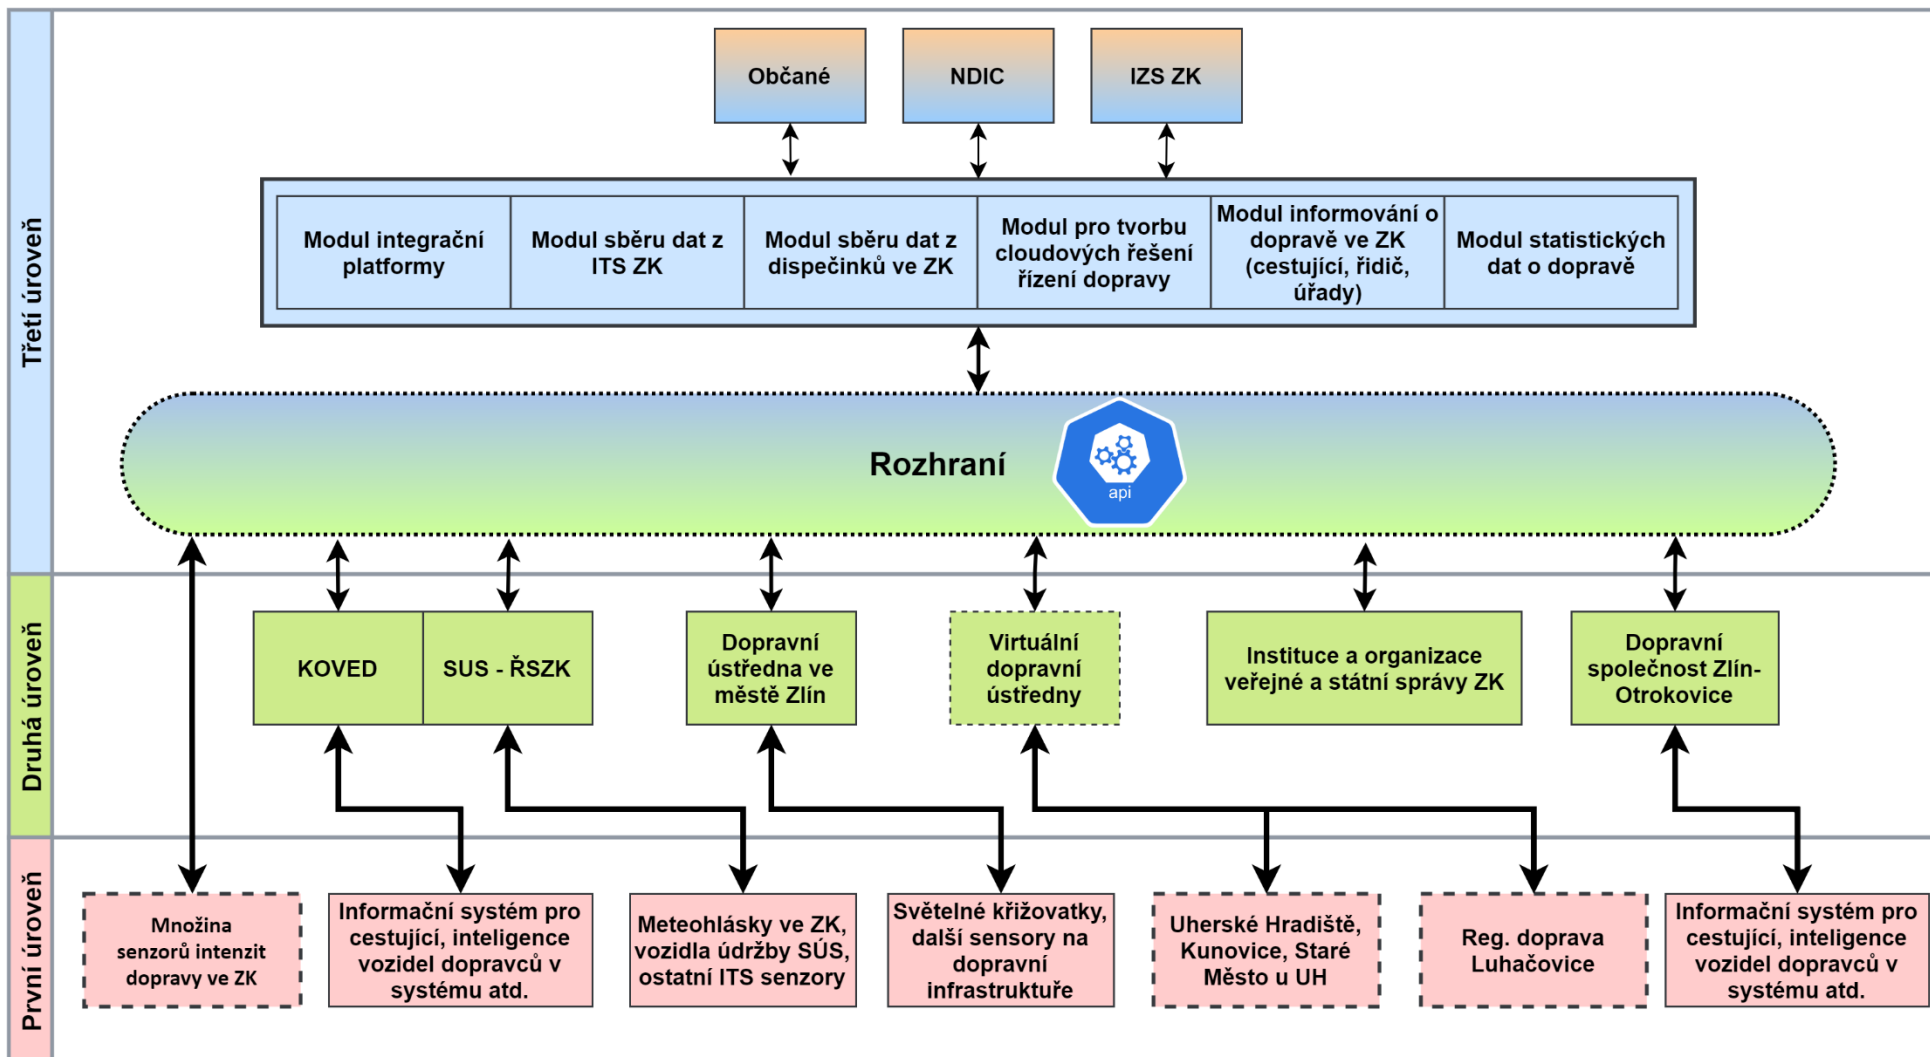 Třetí úroveň
Občané
NDIC
IZS ZK
Modul integrační
platformy
Modul sběru dat z
ITS ZK
Modul sběru dat z
dispečinků ve ZK
Modul pro tvorbu
cloudových řešení
řízení dopravy
Modul informování o
dopravě ve ZK
(cestující, řidič,
úřady)
Modul statistických
dat o dopravě
Rozhraní
api
Druhá úroveň
KOVED
SUS - ŘSZK
Dopravní
ústředna ve
městě Zlín
Virtuální
dopravní
ústředny
Instituce a organizace
veřejné a státní správy ZK
Dopravní
společnost Zlín-
Otrokovice
První úroveň
Množina
senzorů intenzit
dopravy ve ZK
Informační systém pro
cestující, inteligence
vozidel dopravců v
systému atd.
Meteohlásky ve ZK,
vozidla údržby SÚS,
ostatní ITS senzory
Světelné křižovatky,
další sensory na
dopravní
infrastruktuře
Uherské Hradiště,
Kunovice, Staré
Město u UH
Reg. doprava
Luhačovice
Informační systém pro
cestující, inteligence
vozidel dopravců v
systému atd.